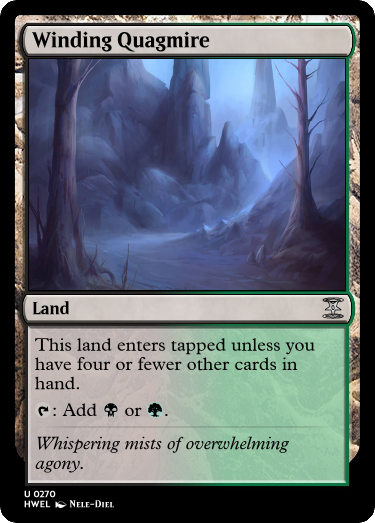 Winding Quagmire
Land
This land enters tapped unless you
have four or fewer other cards in
hand.
: Add or .
Whispering mists of overwhelming
agony.
U 0270
HWEL Nele-Diel